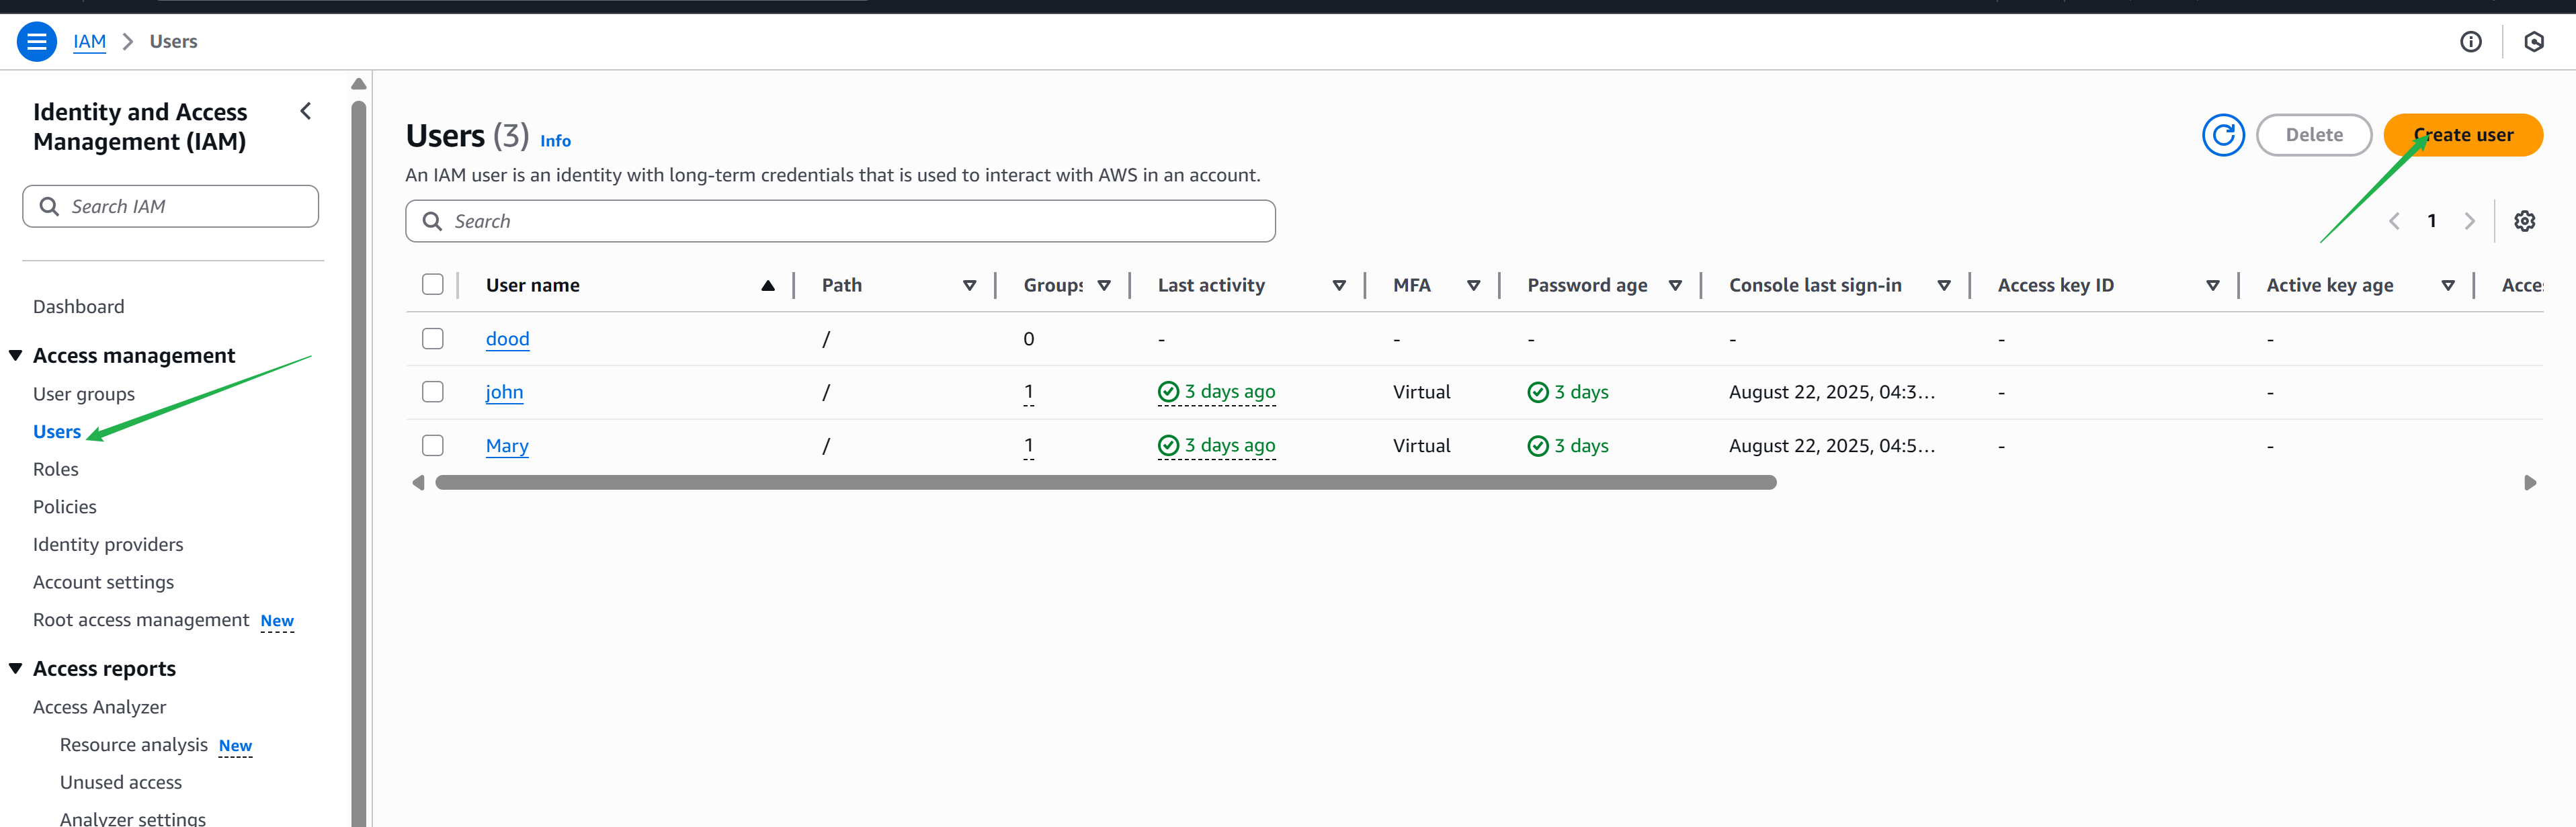 IAM > Users
Identity and Access
Management (IAM)
Search IAM
Dashboard
Access management
User groups
Users
Roles
Policies
Identity providers
Account settings
Root access management New
Access reports
Access Analyzer
Resource analysis New
Unused access
Analyzer settings
Users (3) Info
Delete
Create user
An IAM user is an identity with long-term credentials that is used to interact with AWS in an account.
Search
1
User name Path Groups Last activity MFA Password age Console last sign-in Access key ID Active key age Acce
dood / 0 - - - - - -
john / 1 3 days ago Virtual 3 days August 22, 2025, 04:3... - -
Mary / 1 3 days ago Virtual 3 days August 22, 2025, 04:5... - -